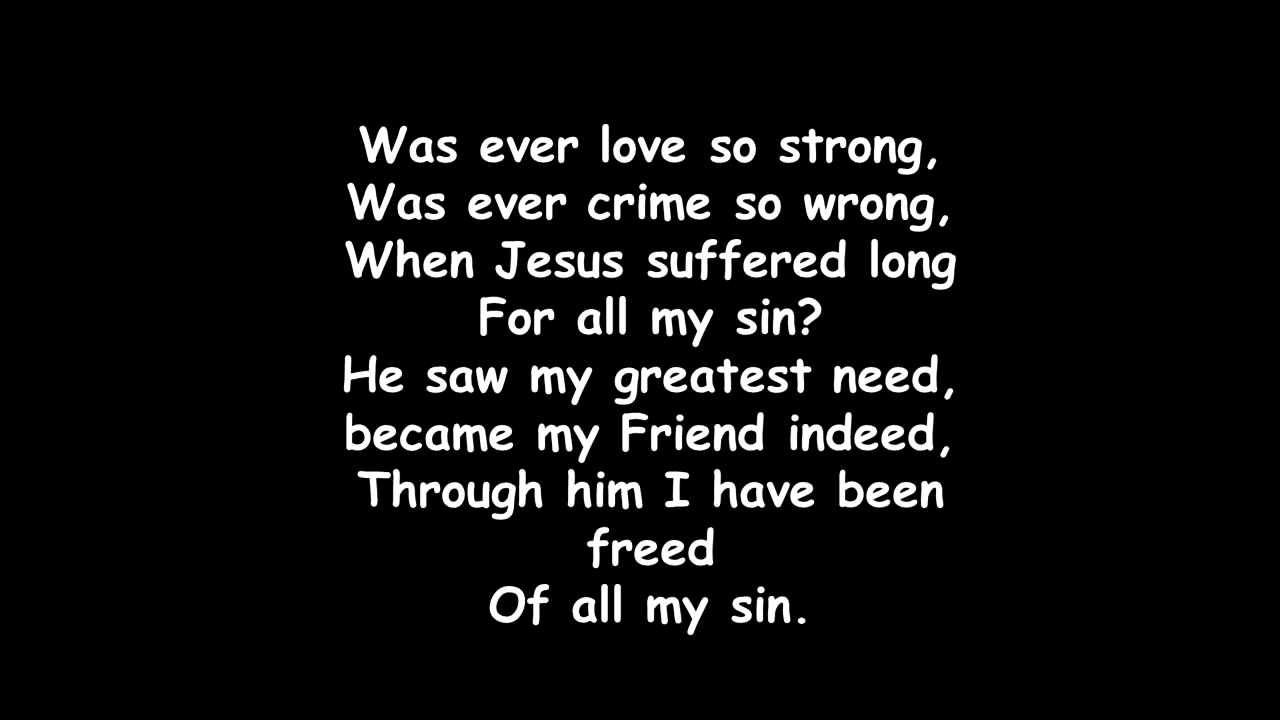 Was ever love so strong,
Was ever crime so wrong,
When Jesus suffered long
For all my sin?
He saw my greatest need,
became my Friend indeed,
Through him I have been
freed
Of all my sin.